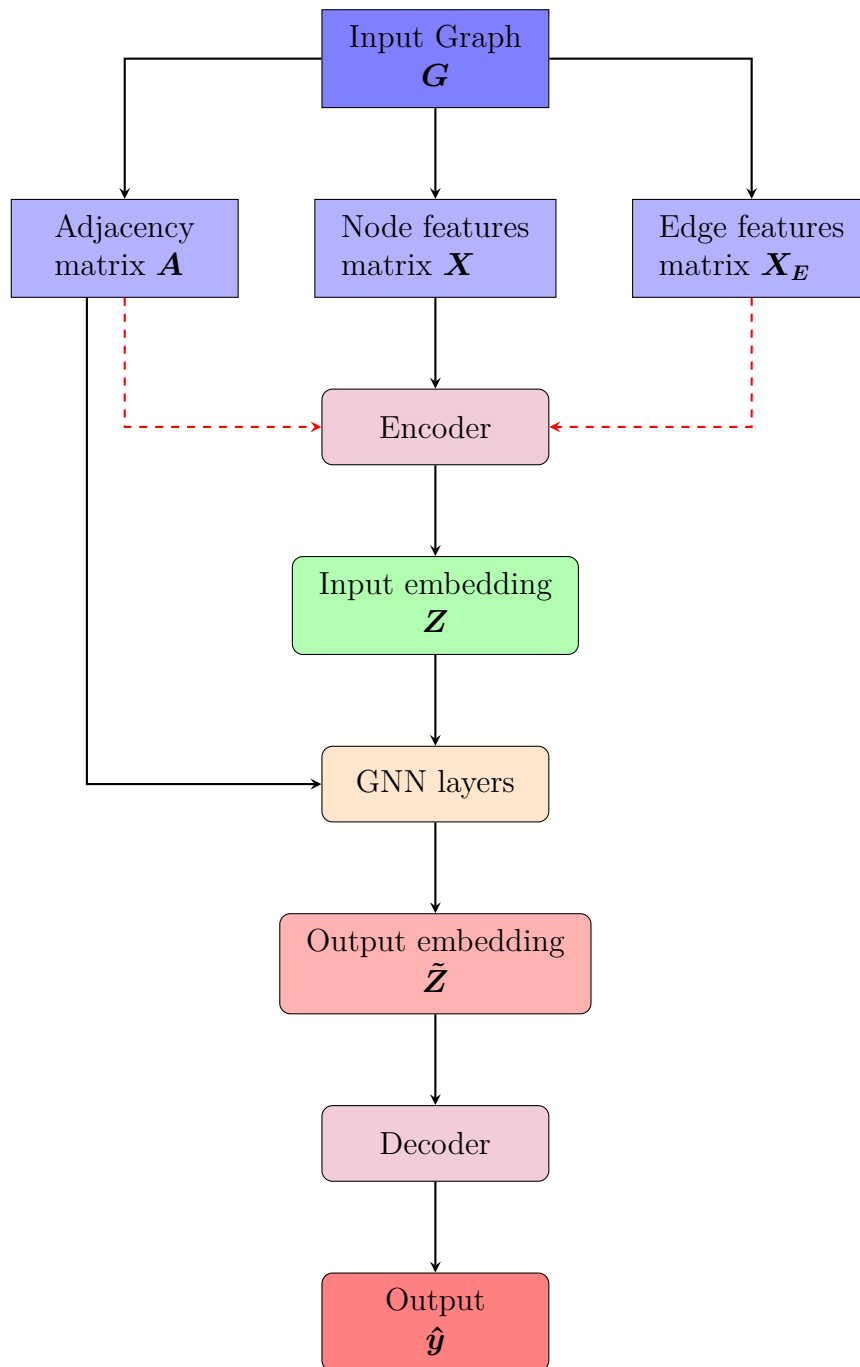 Input Graph
G
Adjacency
matrix A
Node features
matrix X
Edge features
matrix X_E
Encoder
Input embedding
Z
GNN layers
Output embedding
Z̃
Decoder
Output
ŷ